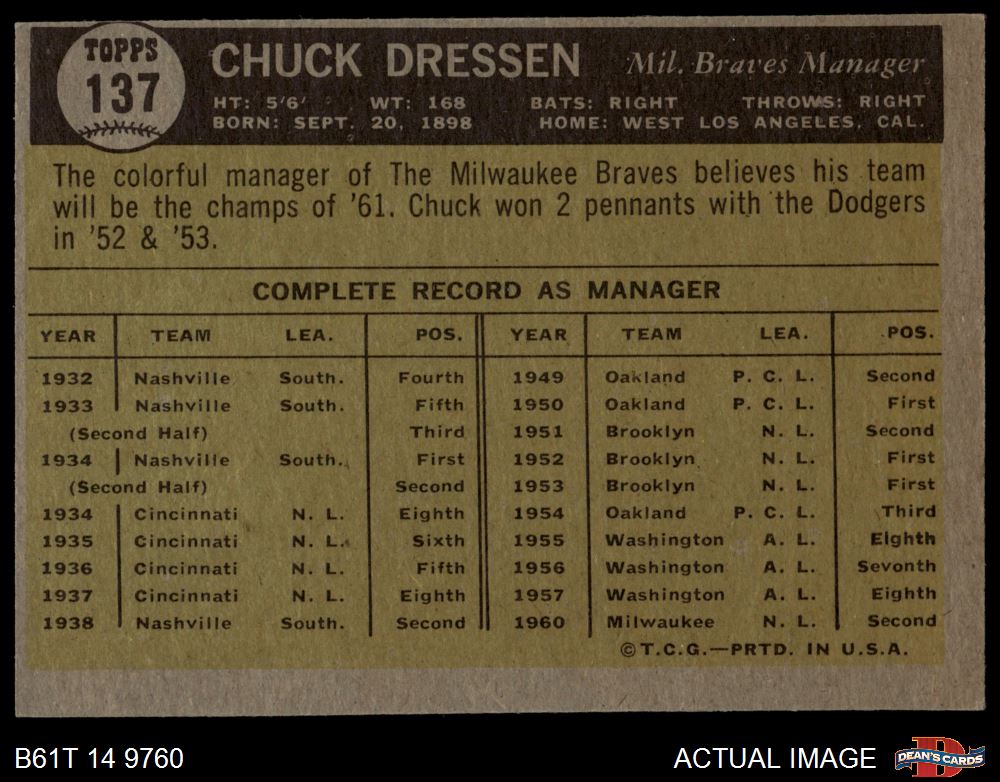 TOPPS
137
CHUCK DRESSEN Mil. Braves Manager
HT: 5'6' WT: 168 BATS: RIGHT THROWS: RIGHT
BORN: SEPT. 20, 1898 HOME: WEST LOS ANGELES, CAL.
The colorful manager of The Milwaukee Braves believes his team
will be the champs of '61. Chuck won 2 pennants with the Dodgers
in '52 & '53.
COMPLETE RECORD AS MANAGER
YEAR TEAM LEA. POS. YEAR TEAM LEA. POS.
1932 Nashville South. Fourth 1949 Oakland P. C. L. Second
1933 Nashville South. Fifth 1950 Oakland P. C. L. First
(Second Half) Third 1951 Brooklyn N. L. Second
1934 Nashville South. First 1952 Brooklyn N. L. First
(Second Half) Second 1953 Brooklyn N. L. First
1934 Cincinnati N. L. Eighth 1954 Oakland P. C. L. Third
1935 Cincinnati N. L. Sixth 1955 Washington A. L. Eighth
1936 Cincinnati N. L. Fifth 1956 Washington A. L. Sevonth
1937 Cincinnati N. L. Eighth 1957 Washington A. L. Eighth
1938 Nashville South. Second 1960 Milwaukee N. L. Second
©T.C.G.—PRTD. IN U.S.A.
B61T 14 9760 ACTUAL IMAGE D DEAN'S CARDS